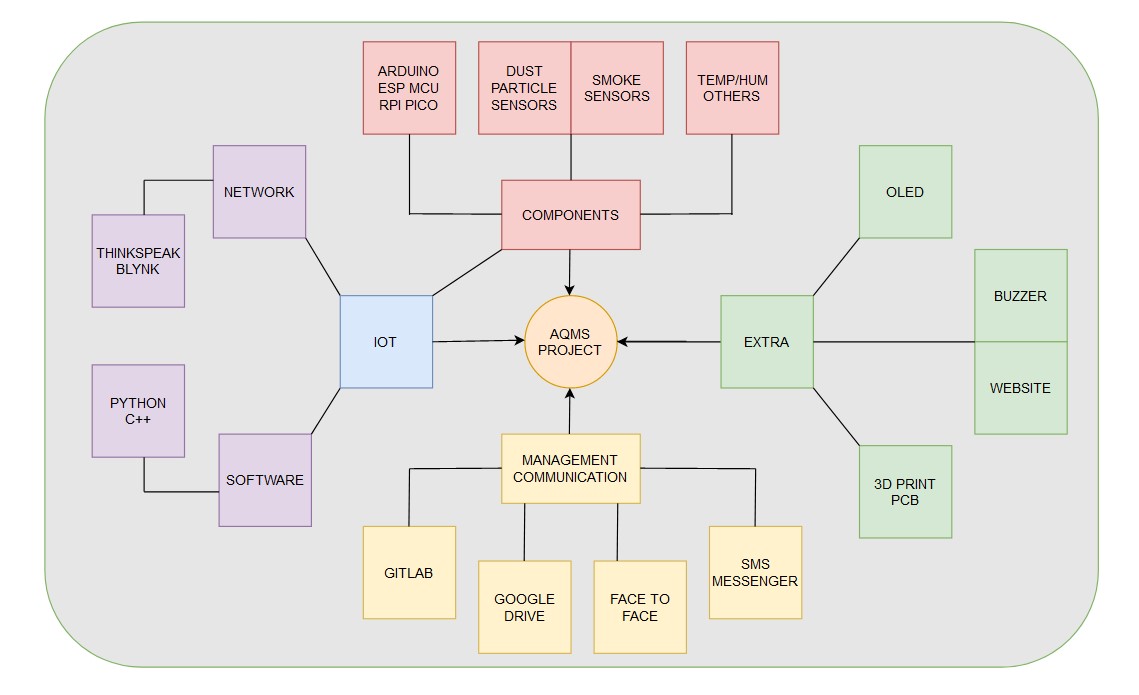 ARDUINO
ESP MCU
RPI PICO
DUST
PARTICLE
SENSORS
SMOKE
SENSORS
TEMP/HUM
OTHERS
NETWORK
OLED
COMPONENTS
THINKSPEAK
BLYNK
BUZZER
IOT
AQMS
PROJECT
EXTRA
WEBSITE
PYTHON
C++
SOFTWARE
MANAGEMENT
COMMUNICATION
3D PRINT
PCB
GITLAB
GOOGLE
DRIVE
FACE TO
FACE
SMS
MESSENGER